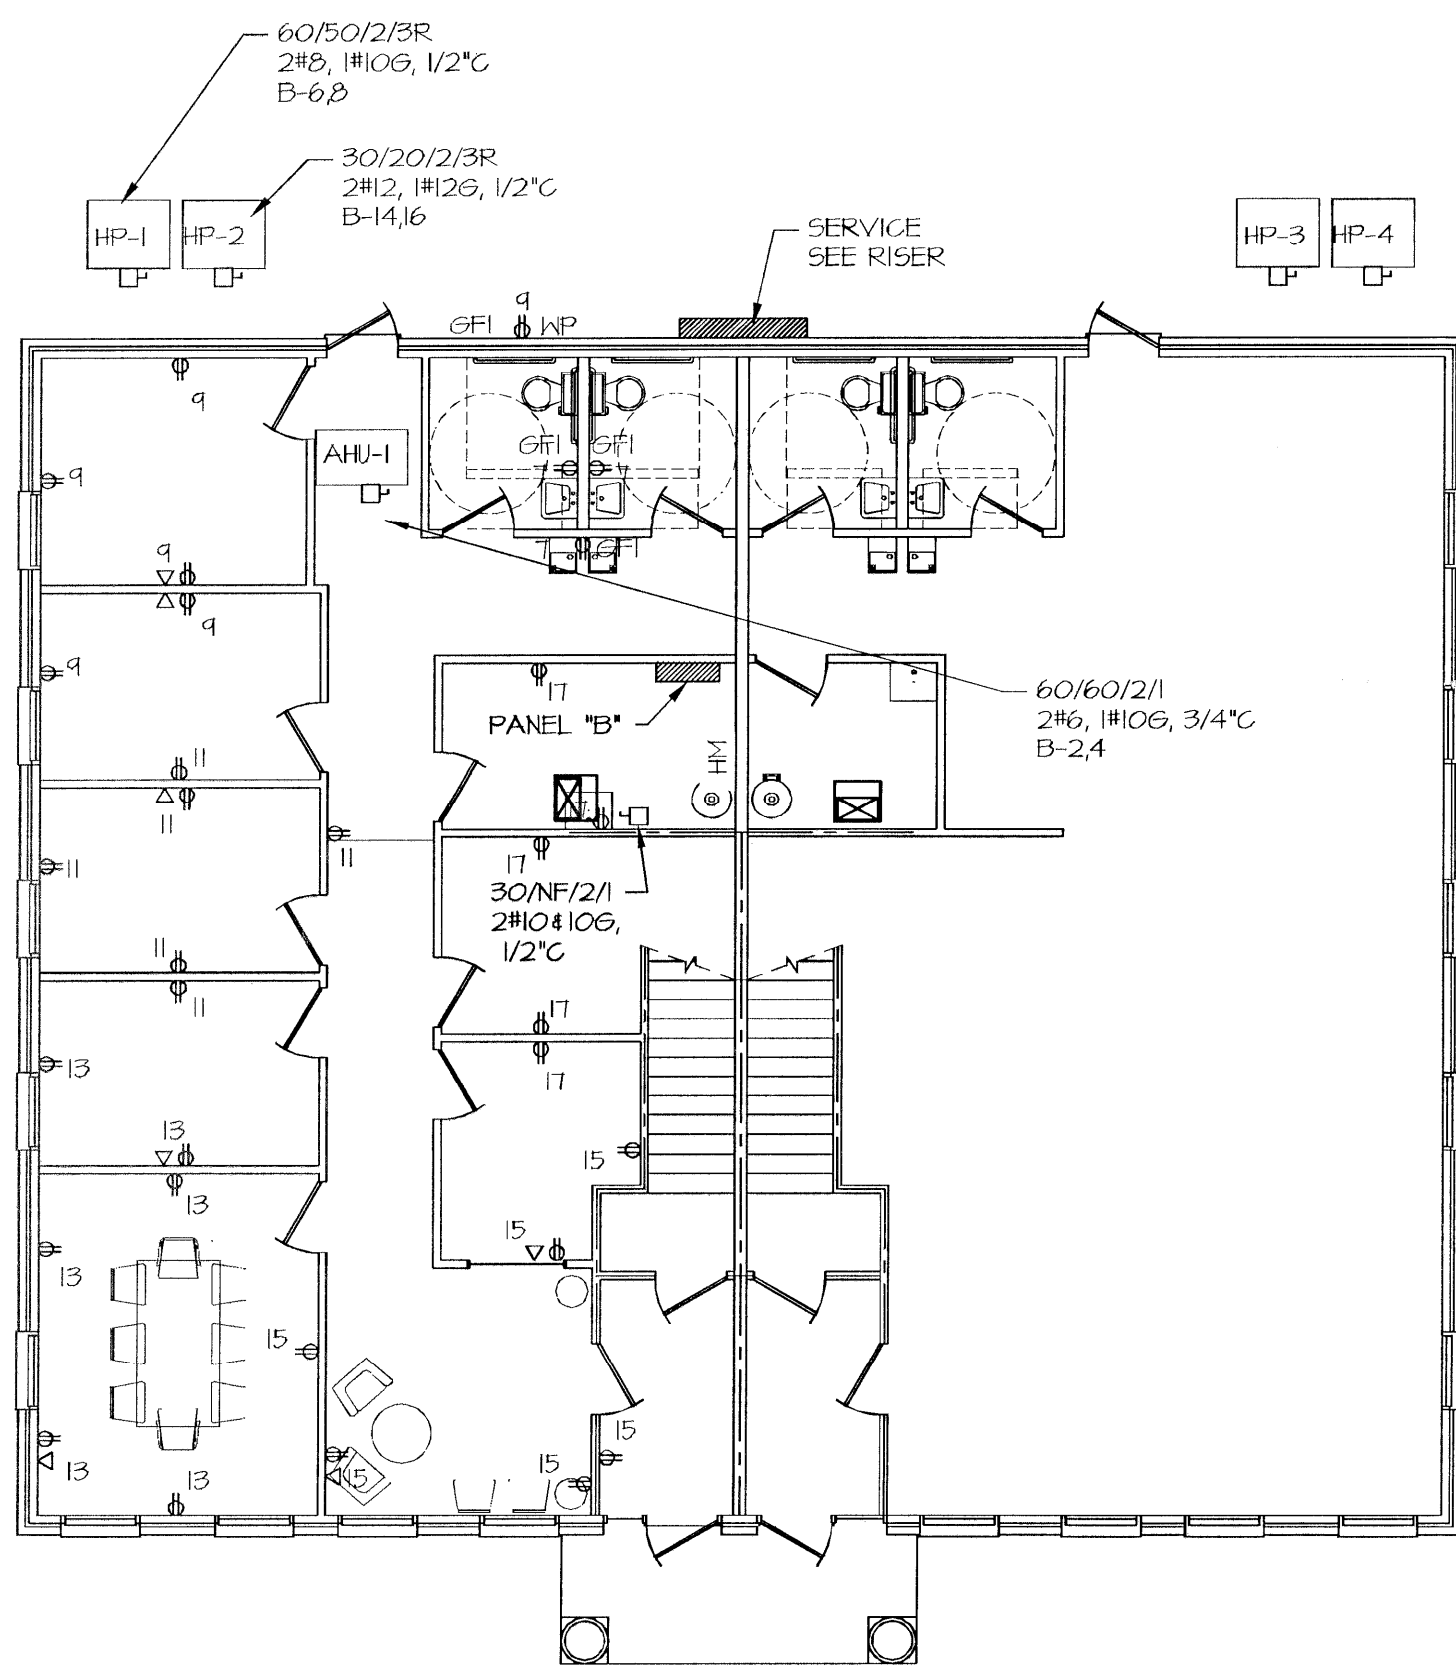 60/50/2/3R
2#8, 1#10G, 1/2"C
B-6,8
30/20/2/3R
2#12, 1#12G, 1/2"C
B-14,16
HP-1
HP-2
SERVICE
SEE RISER
HP-3
HP-4
9
GFI
WP
9
AHU-1
9
GFI
GFI
7
7
7
GFI
9
9
9
17
PANEL "B"
60/60/2/1
2#6, 1#10G, 3/4"C
B-2,4
HM
11
11
11
11
17
30/NF/2/1
2#10&10G,
1/2"C
11
11
17
13
17
13
15
13
15
13
15
15
13
15
15
13